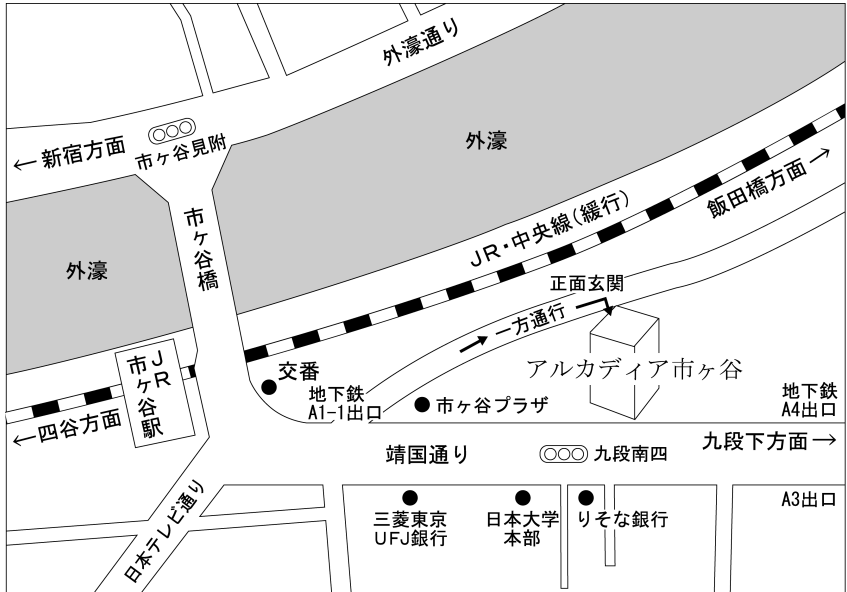 外濠通り
←新宿方面
市ヶ谷見附
外濠
飯田橋方面→
市ヶ谷橋
JR・中央線(緩行)
外濠
正面玄関
→一方通行
アルカディア市ヶ谷
JR
市ヶ谷駅
交番
地下鉄
A1-1出口
市ヶ谷プラザ
地下鉄
A4出口
←四谷方面
靖国通り
九段南四
九段下方面→
日本テレビ通り
三菱東京
UFJ銀行
日本大学
本部
りそな銀行
A3出口